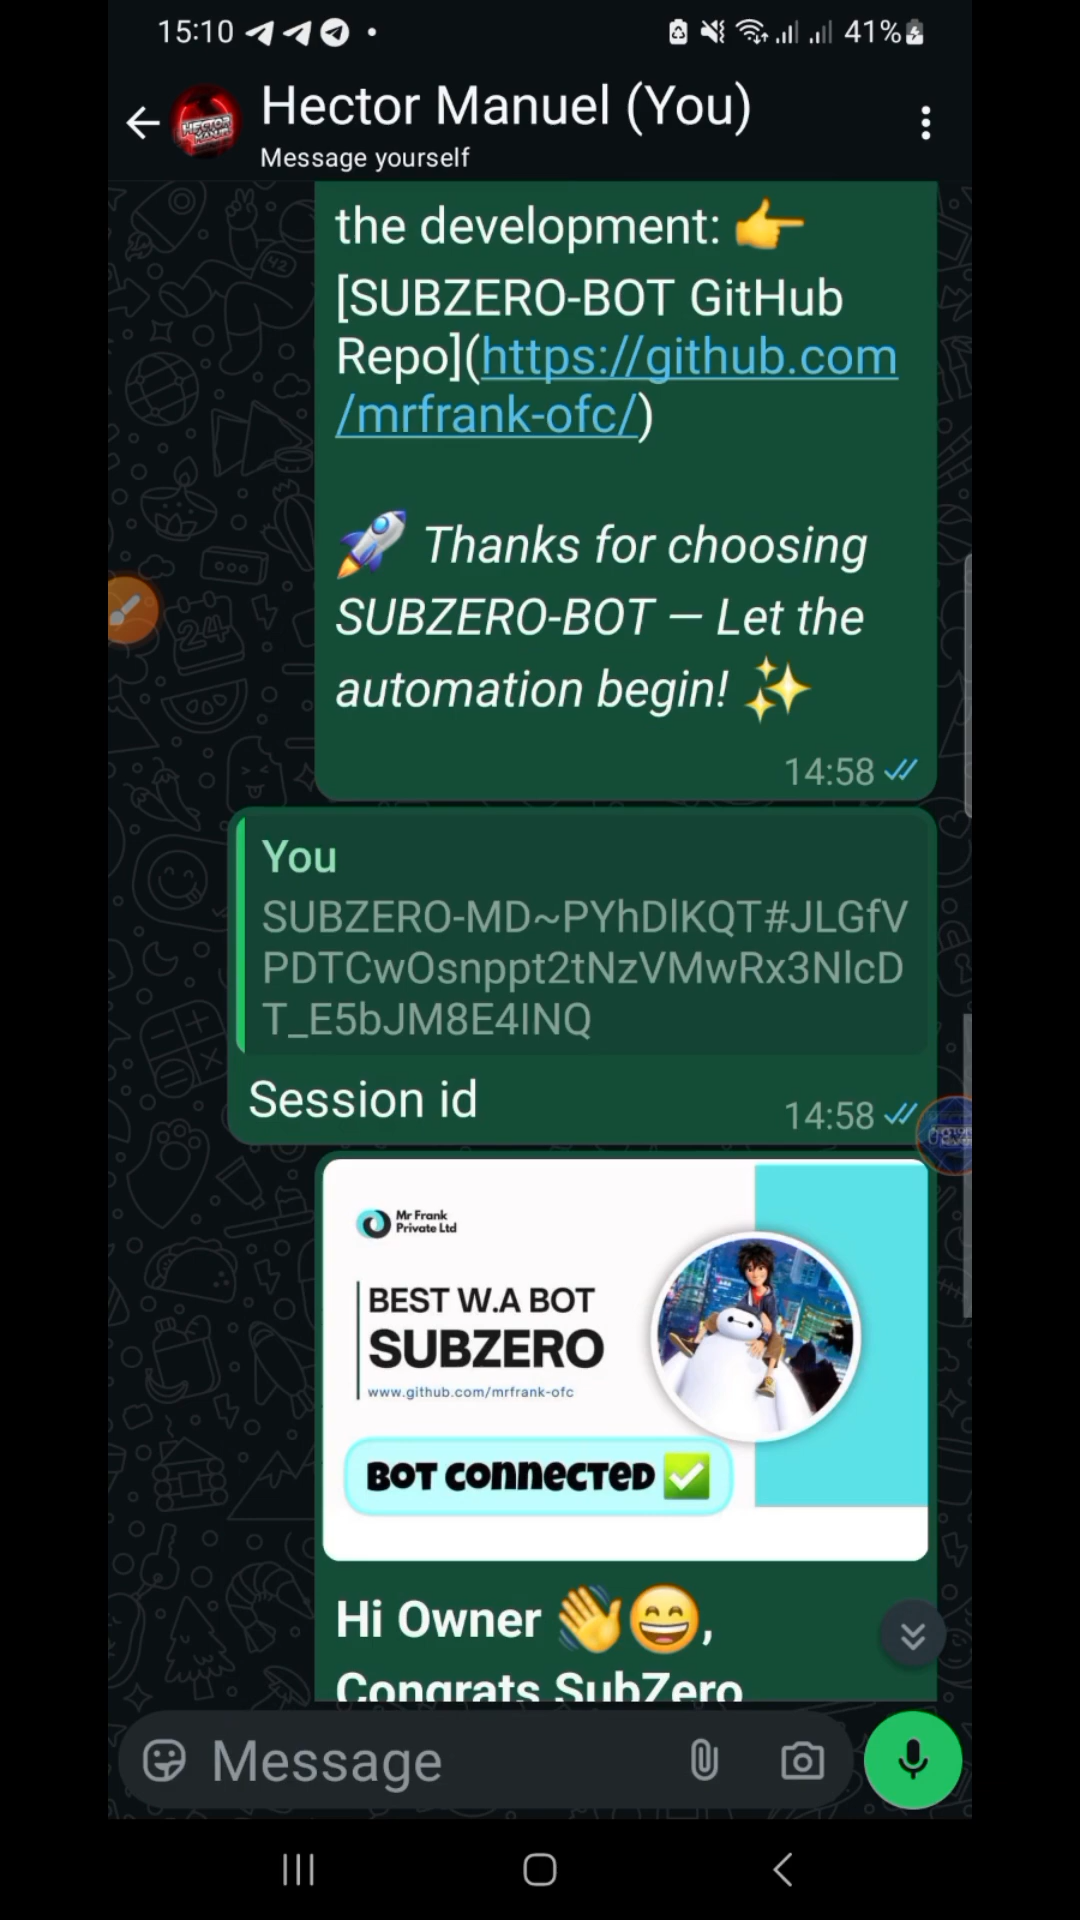 15:10 41%
Hector Manuel (You)
Message yourself
the development: 👉
[SUBZERO-BOT GitHub
Repo](https://github.com
/mrfrank-ofc/)
🚀 Thanks for choosing
SUBZERO-BOT — Let the
automation begin! ✨
14:58
You
SUBZERO-MD~PYhDlKQT#JLGfV
PDTCwOsnppt2tNzVMwRx3NlcD
T_E5bJM8E4INQ
Session id
14:58
Mr Frank
Private Ltd
BEST W.A BOT
SUBZERO
www.github.com/mrfrank-ofc
BOT CONNECTED ✅
Hi Owner 👋😄,
Congrats SubZero
Message